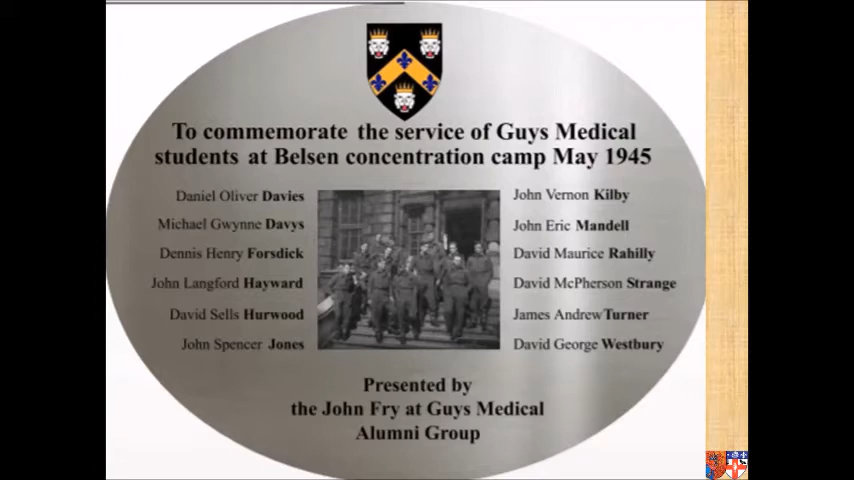 To commemorate the service of Guys Medical
students at Belsen concentration camp May 1945
Daniel Oliver Davies
Michael Gwynne Davys
Dennis Henry Forsdick
John Langford Hayward
David Sells Hurwood
John Spencer Jones
John Vernon Kilby
John Eric Mandell
David Maurice Rahilly
David McPherson Strange
James Andrew Turner
David George Westbury
Presented by
the John Fry at Guys Medical
Alumni Group